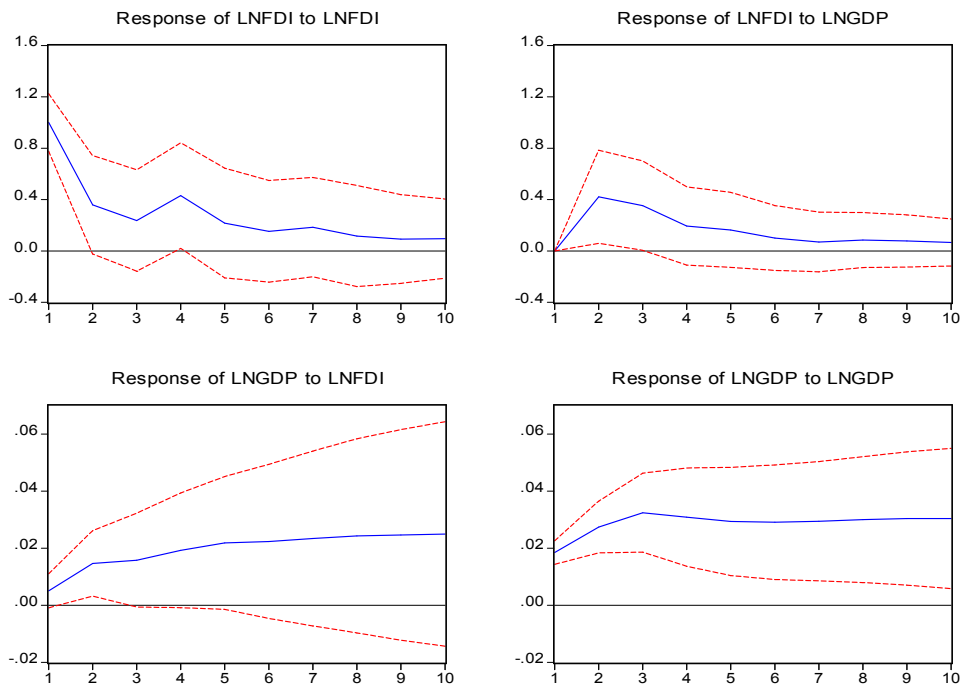 Response of LNFDI to LNFDI
1.6
1.2
0.8
0.4
0.0
-0.4
1 2 3 4 5 6 7 8 9 10
Response of LNFDI to LNGDP
1.6
1.2
0.8
0.4
0.0
-0.4
1 2 3 4 5 6 7 8 9 10
Response of LNGDP to LNFDI
.06
.04
.02
.00
-.02
1 2 3 4 5 6 7 8 9 10
Response of LNGDP to LNGDP
.06
.04
.02
.00
-.02
1 2 3 4 5 6 7 8 9 10